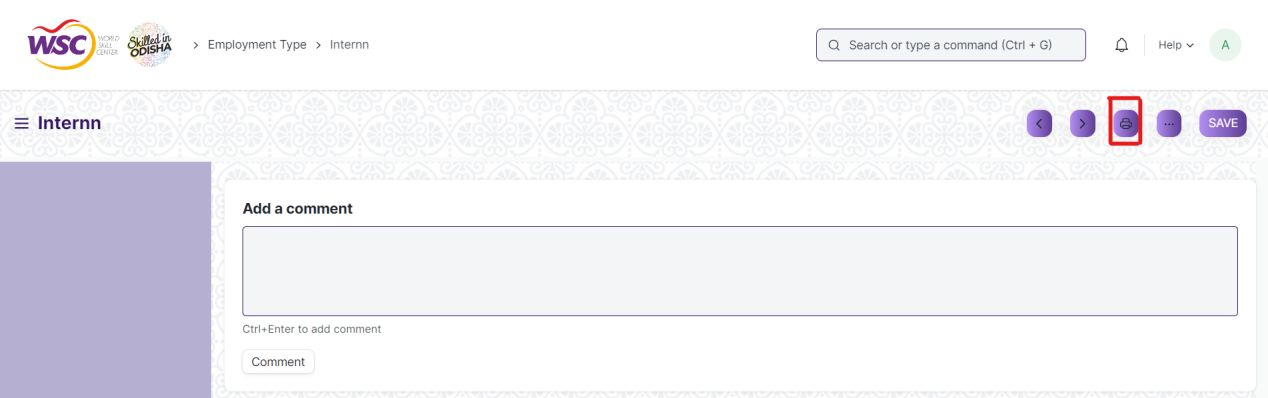 WSC WORLD SKILL CENTER
Skilled in ODISHA
> Employment Type > Internn
Search or type a command (Ctrl + G)
Help
A
Internn
SAVE
Add a comment
Ctrl+Enter to add comment
Comment